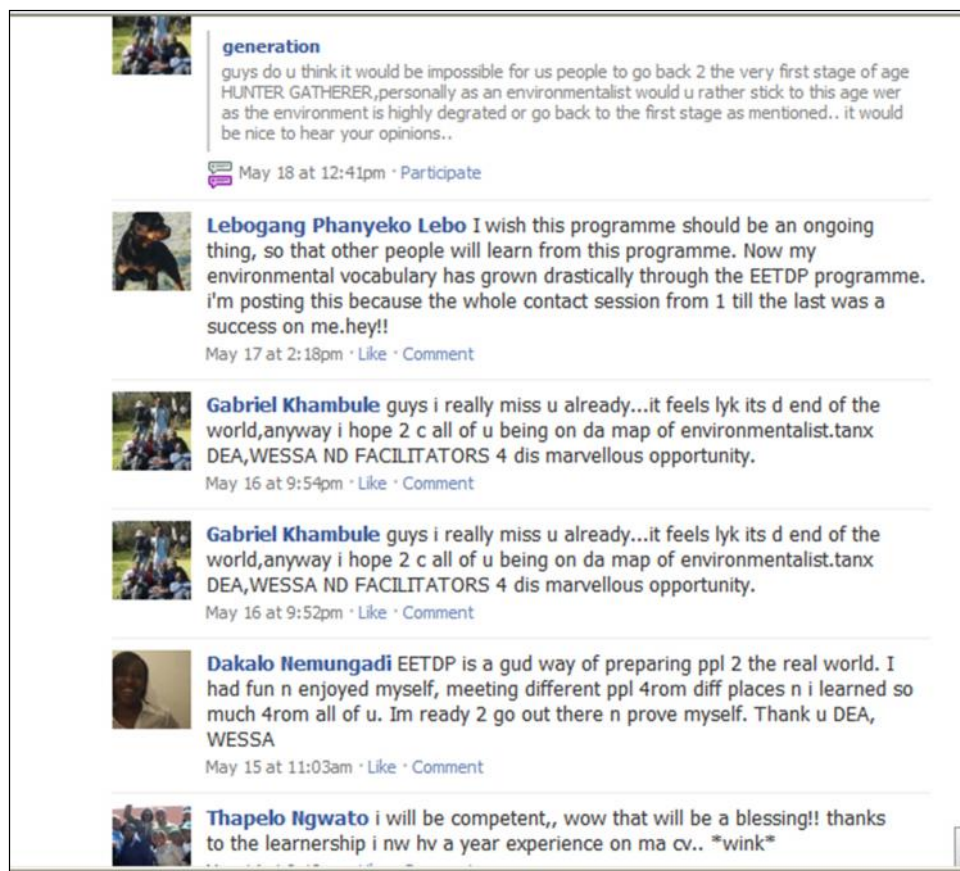 generation
guys do u think it would be impossible for us people to go back 2 the very first stage of age
HUNTER GATHERER,personally as an environmentalist would u rather stick to this age wer
as the environment is highly degrated or go back to the first stage as mentioned.. it would
be nice to hear your opinions..
May 18 at 12:41pm · Participate
Lebogang Phanyeko Lebo I wish this programme should be an ongoing
thing, so that other people will learn from this programme. Now my
environmental vocabulary has grown drastically through the EETDP programme.
i'm posting this because the whole contact session from 1 till the last was a
success on me.hey!!
May 17 at 2:18pm · Like · Comment
Gabriel Khambule guys i really miss u already...it feels lyk its d end of the
world,anyway i hope 2 c all of u being on da map of environmentalist.tanx
DEA,WESSA ND FACILITATORS 4 dis marvellous opportunity.
May 16 at 9:54pm · Like · Comment
Gabriel Khambule guys i really miss u already...it feels lyk its d end of the
world,anyway i hope 2 c all of u being on da map of environmentalist.tanx
DEA,WESSA ND FACILITATORS 4 dis marvellous opportunity.
May 16 at 9:52pm · Like · Comment
Dakalo Nemungadi EETDP is a gud way of preparing ppl 2 the real world. I
had fun n enjoyed myself, meeting different ppl 4rom diff places n i learned so
much 4rom all of u. Im ready 2 go out there n prove myself. Thank u DEA,
WESSA
May 15 at 11:03am · Like · Comment
Thapelo Ngwato i will be competent,, wow that will be a blessing!! thanks
to the learnership i nw hv a year experience on ma cv.. *wink*